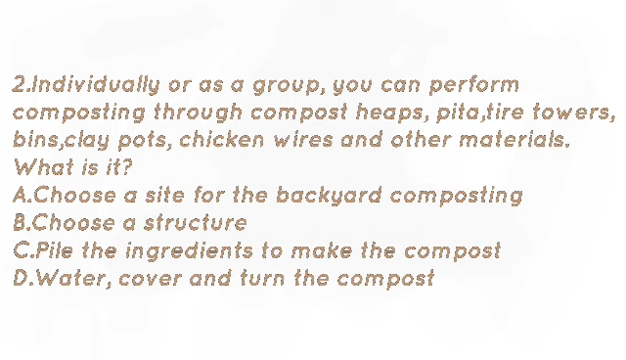 2.Individually or as a group, you can perform
composting through compost heaps, pita,tire towers,
bins,clay pots, chicken wires and other materials.
What is it?
A.Choose a site for the backyard composting
B.Choose a structure
C.Pile the ingredients to make the compost
D.Water, cover and turn the compost